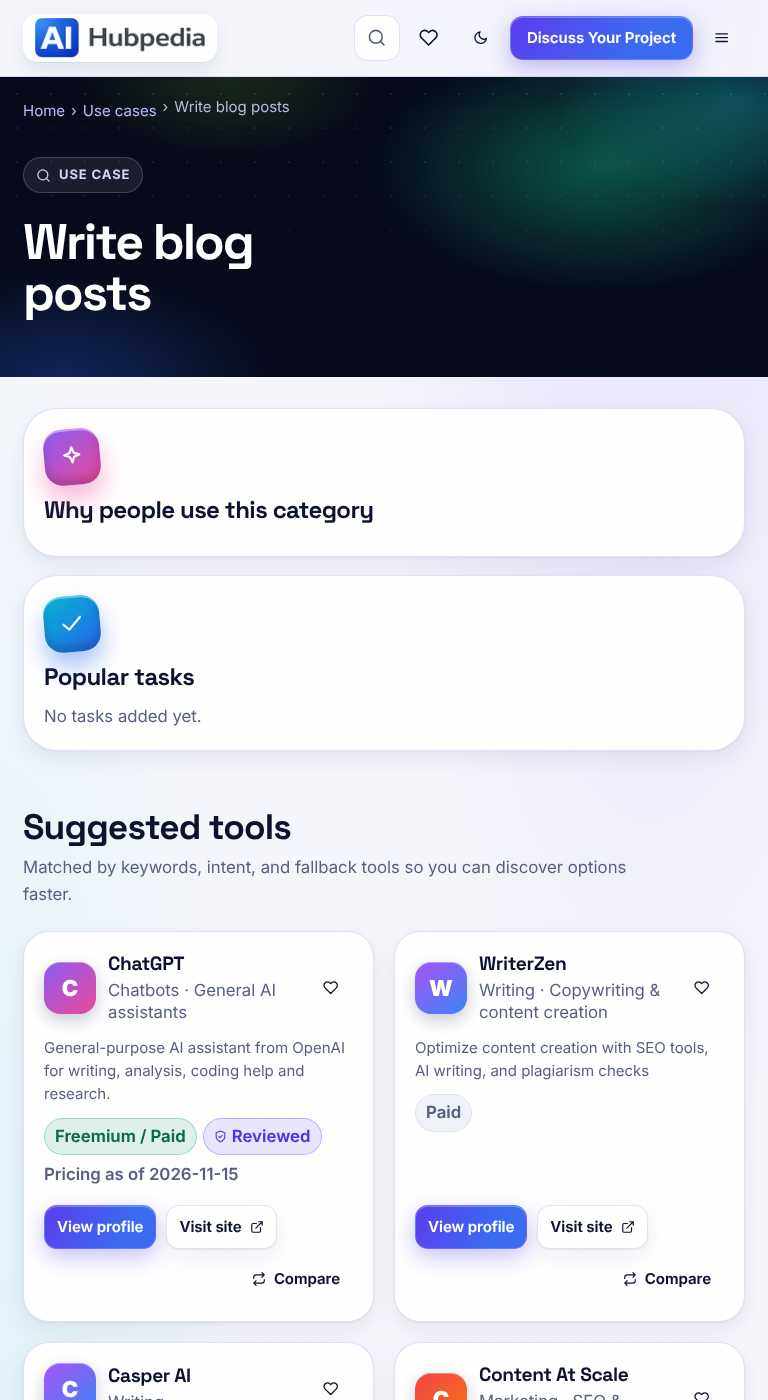 AI Hubpedia
Discuss Your Project
Home › Use cases › Write blog posts
USE CASE
Write blog
posts
Why people use this category
Popular tasks
No tasks added yet.
Suggested tools
Matched by keywords, intent, and fallback tools so you can discover options
faster.
C
ChatGPT
Chatbots · General AI
assistants
General-purpose AI assistant from OpenAI
for writing, analysis, coding help and
research.
Freemium / Paid
Reviewed
Pricing as of 2026-11-15
View profile
Visit site
Compare
W
WriterZen
Writing · Copywriting &
content creation
Optimize content creation with SEO tools,
AI writing, and plagiarism checks
Paid
View profile
Visit site
Compare
C
Casper AI
Writing
C
Content At Scale
Marketing · SEO &